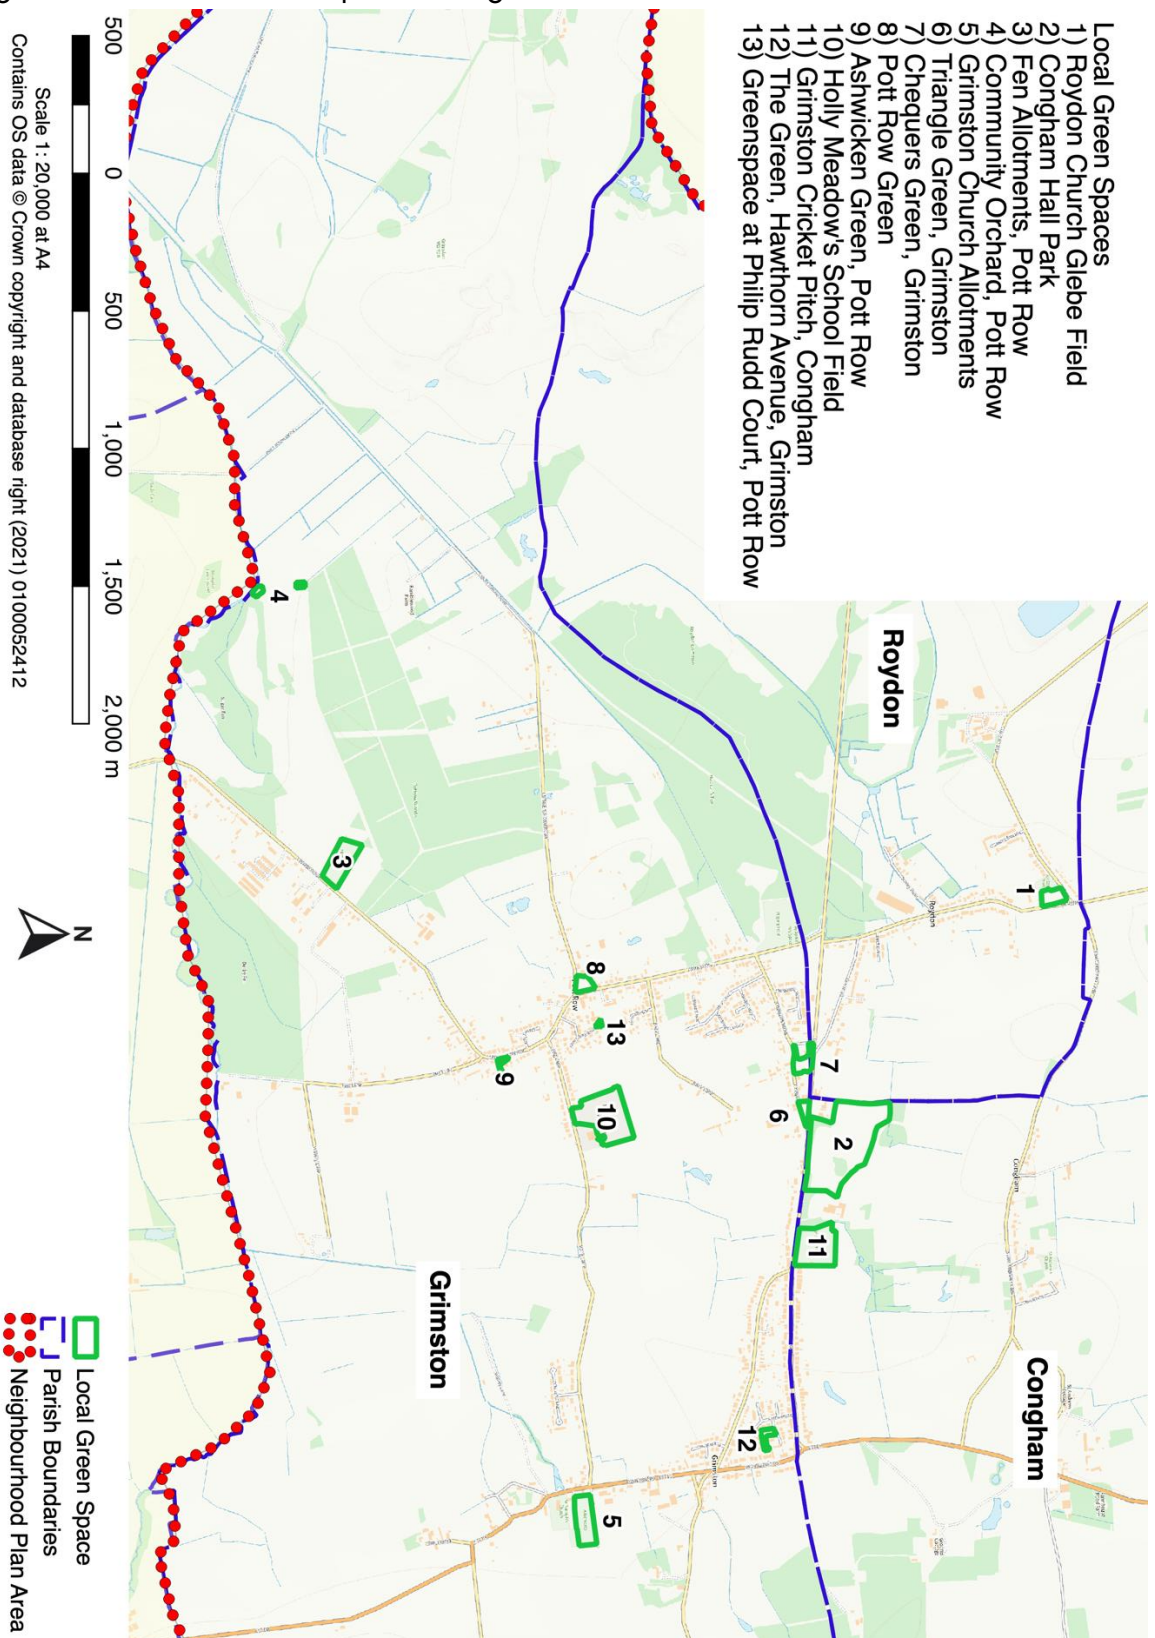 Local Green Spaces
1) Roydon Church Glebe Field
2) Congham Hall Park
3) Fen Allotments, Pott Row
4) Community Orchard, Pott Row
5) Grimston Church Allotments
6) Triangle Green, Grimston
7) Chequers Green, Grimston
8) Pott Row Green
9) Ashwicken Green, Pott Row
10) Holly Meadow's School Field
11) Grimston Cricket Pitch, Congham
12) The Green, Hawthorn Avenue, Grimston
13) Greenspace at Philip Rudd Court, Pott Row
Roydon
Congham
Grimston
1
2
3
4
5
6
7
8
9
10
11
12
13
Roydon
Congham
Grimston
Row
N
Local Green Space
Parish Boundaries
Neighbourhood Plan Area
500 0 500 1,000 1,500 2,000 m
Scale 1: 20,000 at A4
Contains OS data © Crown copyright and database right (2021) 0100052412